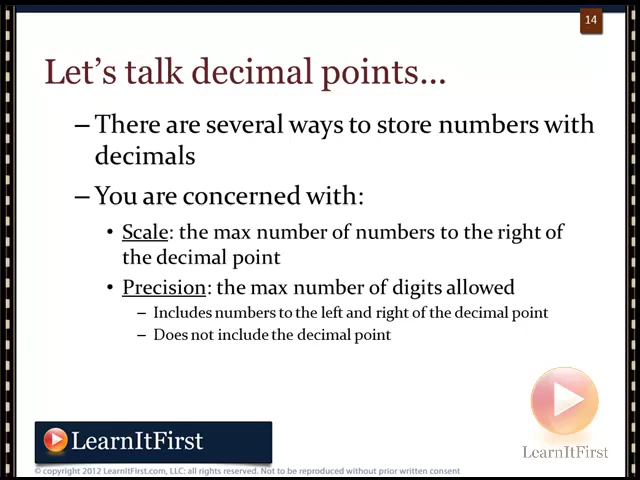 14
Let's talk decimal points...
– There are several ways to store numbers with
decimals
– You are concerned with:
• Scale: the max number of numbers to the right of
the decimal point
• Precision: the max number of digits allowed
– Includes numbers to the left and right of the decimal point
– Does not include the decimal point
LearnItFirst
LearnItFirst
© copyright 2012 LearnItFirst.com, LLC: all rights reserved. Not to be reproduced without prior written consent